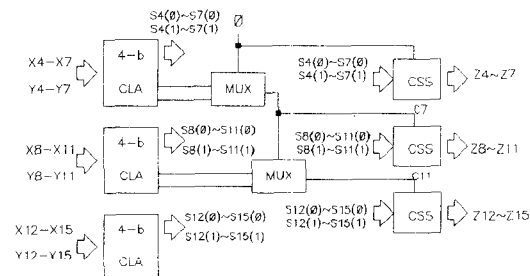 S4(0)~S7(0)
S4(1)~S7(1)
0
X4-X7
Y4-Y7
4-b
CLA
MUX
S4(0)~S7(0)
S4(1)~S7(1)
CSS
Z4~Z7
C7
X8-X11
Y8-Y11
4-b
CLA
S8(0)~S11(0)
S8(1)~S11(1)
MUX
S8(0)~S11(0)
S8(1)~S11(1)
CSS
Z8~Z11
C11
X12-X15
Y12-Y15
4-b
CLA
S12(0)~S15(0)
S12(1)~S15(1)
S12(0)~S15(0)
S12(1)~S15(1)
CSS
Z12~Z15